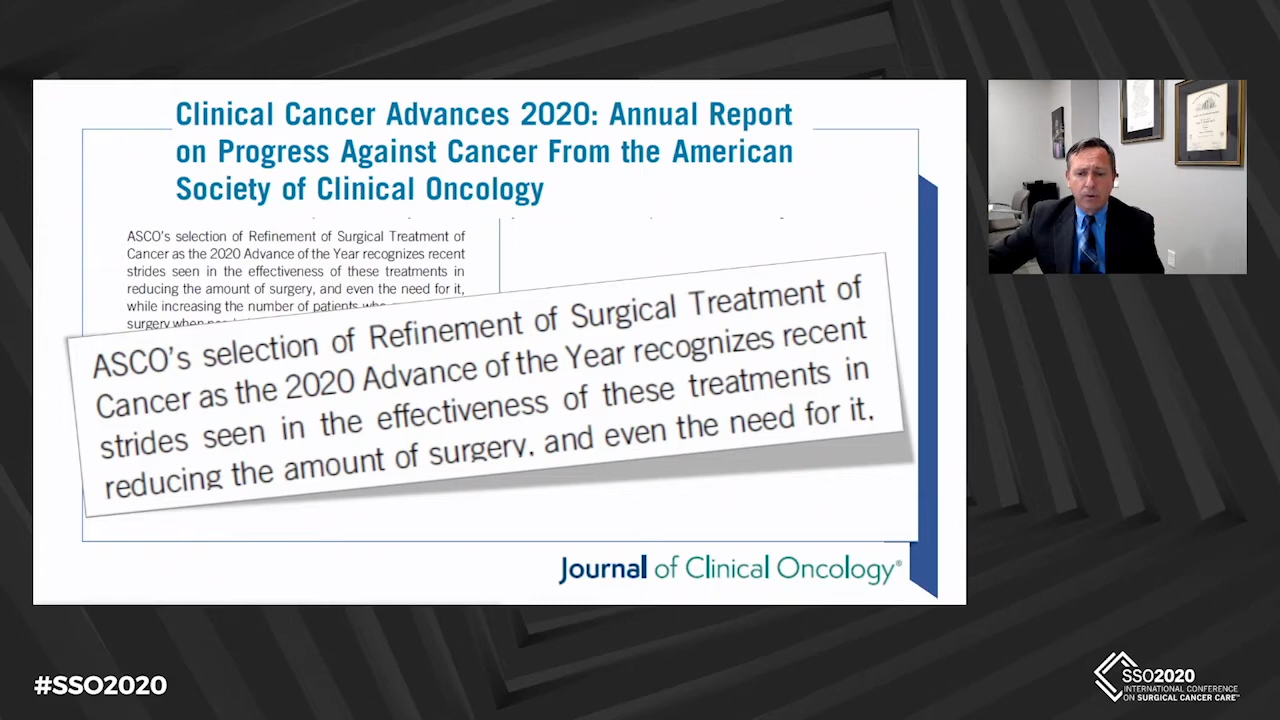 Clinical Cancer Advances 2020: Annual Report
on Progress Against Cancer From the American
Society of Clinical Oncology
ASCO's selection of Refinement of Surgical Treatment of
Cancer as the 2020 Advance of the Year recognizes recent
strides seen in the effectiveness of these treatments in
reducing the amount of surgery, and even the need for it,
while increasing the number of patients who
surgery when
ASCO's selection of Refinement of Surgical Treatment of
Cancer as the 2020 Advance of the Year recognizes recent
strides seen in the effectiveness of these treatments in
reducing the amount of surgery, and even the need for it,
Journal of Clinical Oncology®
#SSO2020
SSO2020
INTERNATIONAL CONFERENCE
ON SURGICAL CANCER CARE™